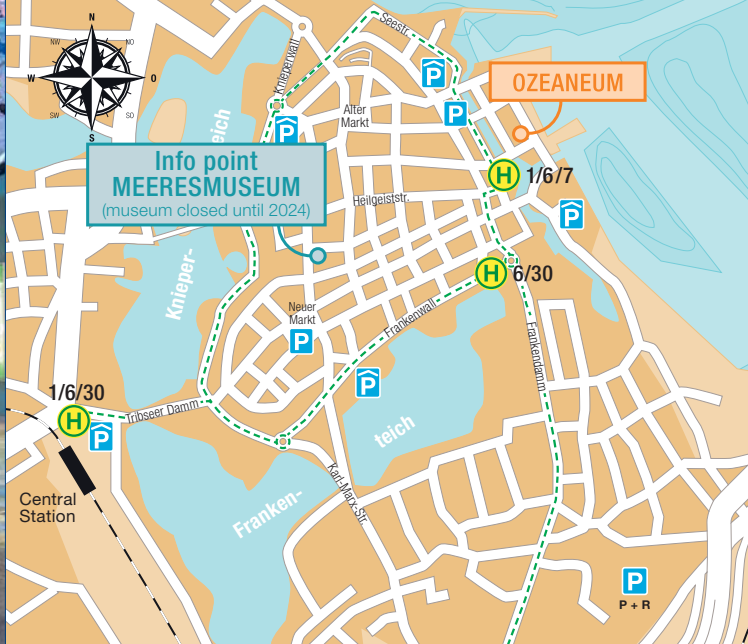 N
NW
NO
W
O
SW
SO
S
Seestr.
Knieperwall
P
OZEANEUM
Alter
Markt
P
P
eich
Info point
MEERESMUSEUM
(museum closed until 2024)
H 1/6/7
Heilgeiststr.
P
Knieper-
H 6/30
Neuer
Markt
P
Frankenwall
Frankendamm
P
1/6/30
H
P
Tribseer Damm
teich
Central
Station
Franken-
Karl-Marx-Str.
P
P + R